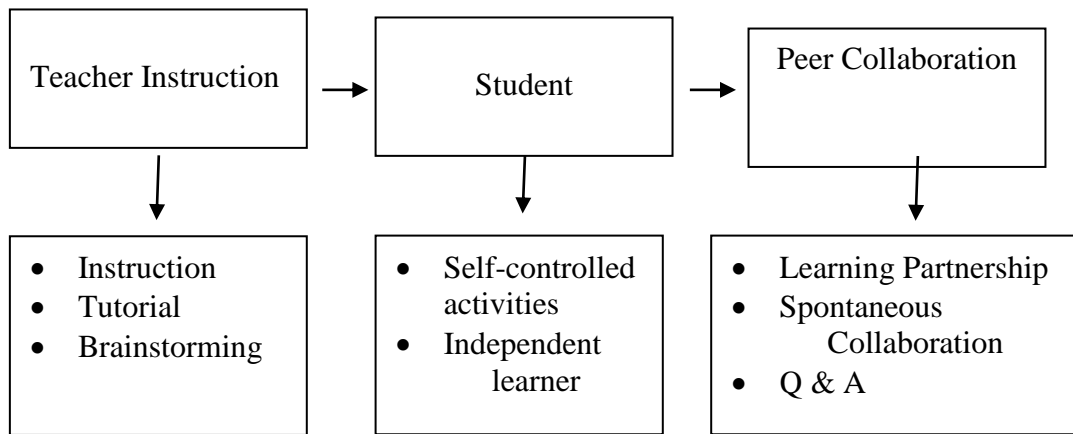 Teacher Instruction
Student
Peer Collaboration
• Instruction
• Tutorial
• Brainstorming
• Self-controlled
activities
• Independent
learner
• Learning Partnership
• Spontaneous
Collaboration
• Q & A